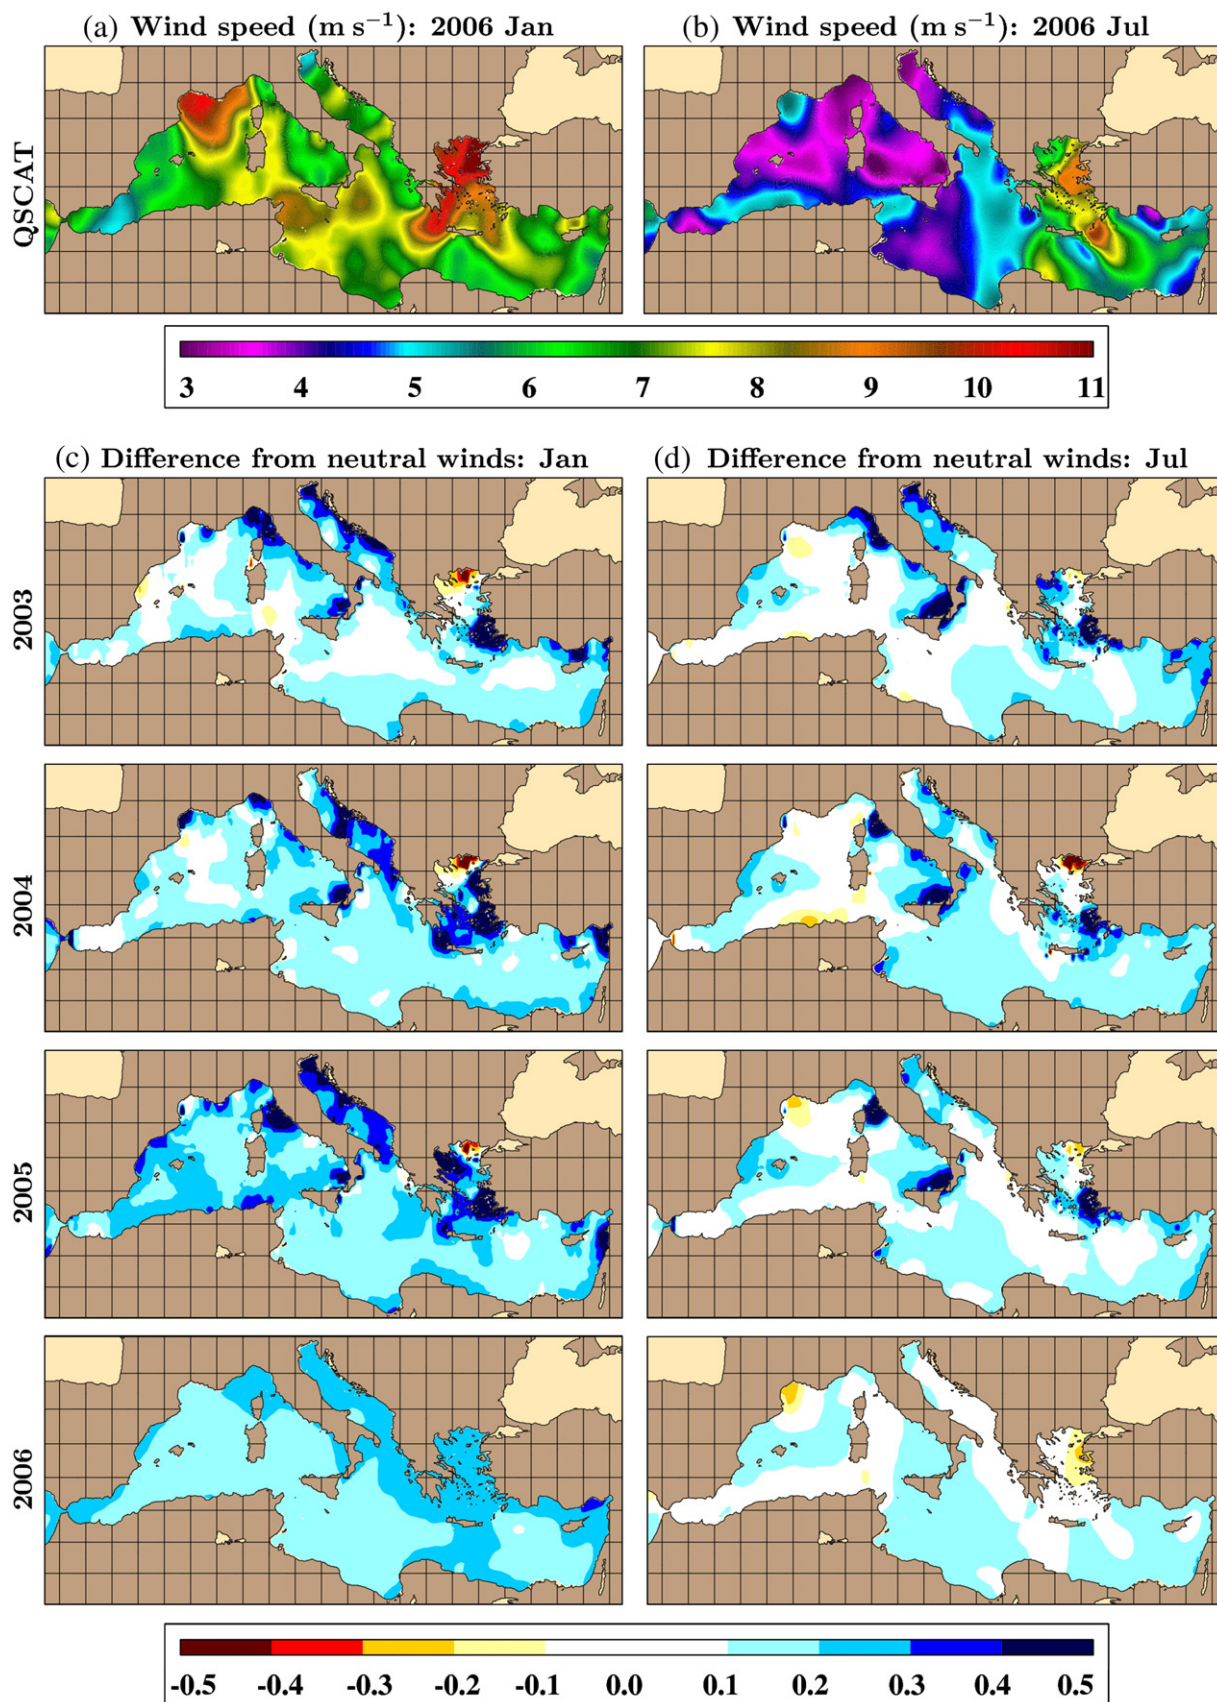 (a) Wind speed (m s⁻¹): 2006 Jan
(b) Wind speed (m s⁻¹): 2006 Jul
QSCAT
3 4 5 6 7 8 9 10 11
(c) Difference from neutral winds: Jan
(d) Difference from neutral winds: Jul
2003
2004
2005
2006
-0.5 -0.4 -0.3 -0.2 -0.1 0.0 0.1 0.2 0.3 0.4 0.5